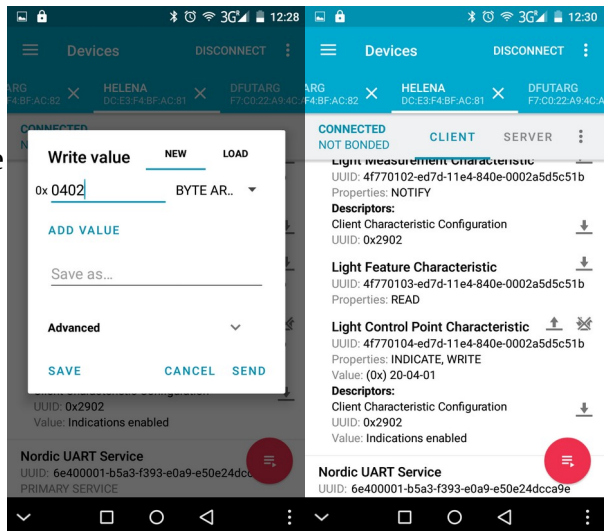 12:28
Devices
DISCONNECT
ARG
HELENA
DFUTARG
F4:BF:AC:82
DC:E3:F4:BF:AC:81
F7:C0:22:A9:4C:
CONNECTED
N
e
Write value
NEW
LOAD
0x 0402
BYTE AR..
ADD VALUE
Save as...
Advanced
SAVE
CANCEL
SEND
Client Characteristic Configuration
UUID: 0x2902
Value: Indications enabled
Nordic UART Service
UUID: 6e400001-b5a3-f393-e0a9-e50e24dcc
PRIMARY SERVICE
3G
12:30
Devices
DISCONNECT
ARG
HELENA
DFUTARG
F4:BF:AC:82
DC:E3:F4:BF:AC:81
F7:C0:22:A9:4C:A
CONNECTED
NOT BONDED
CLIENT
SERVER
Light Measurement Characteristic
UUID: 4f770102-ed7d-11e4-840e-0002a5d5c51b
Properties: NOTIFY
Descriptors:
Client Characteristic Configuration
UUID: 0x2902
Light Feature Characteristic
UUID: 4f770103-ed7d-11e4-840e-0002a5d5c51b
Properties: READ
Light Control Point Characteristic
UUID: 4f770104-ed7d-11e4-840e-0002a5d5c51b
Properties: INDICATE, WRITE
Value: (0x) 20-04-01
Descriptors:
Client Characteristic Configuration
UUID: 0x2902
Value: Indications enabled
Nordic UART Service
UUID: 6e400001-b5a3-f393-e0a9-e50e24dcca9e